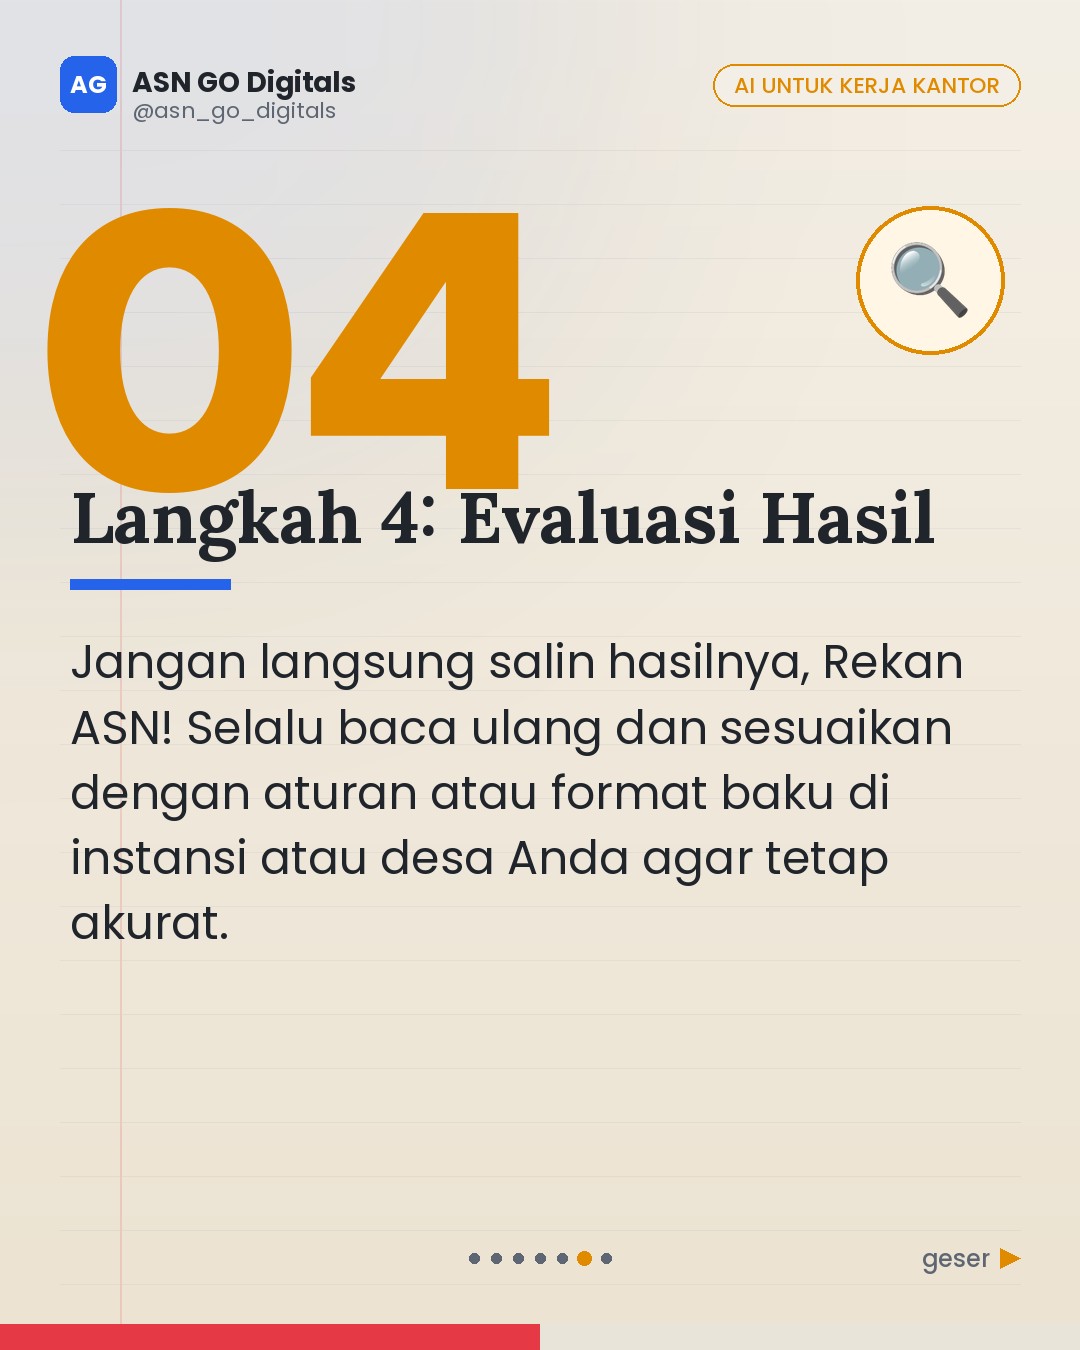 AG
ASN GO Digitals
@asn_go_digitals
AI UNTUK KERJA KANTOR
04
Langkah 4: Evaluasi Hasil
Jangan langsung salin hasilnya, Rekan
ASN! Selalu baca ulang dan sesuaikan
dengan aturan atau format baku di
instansi atau desa Anda agar tetap
akurat.
geser